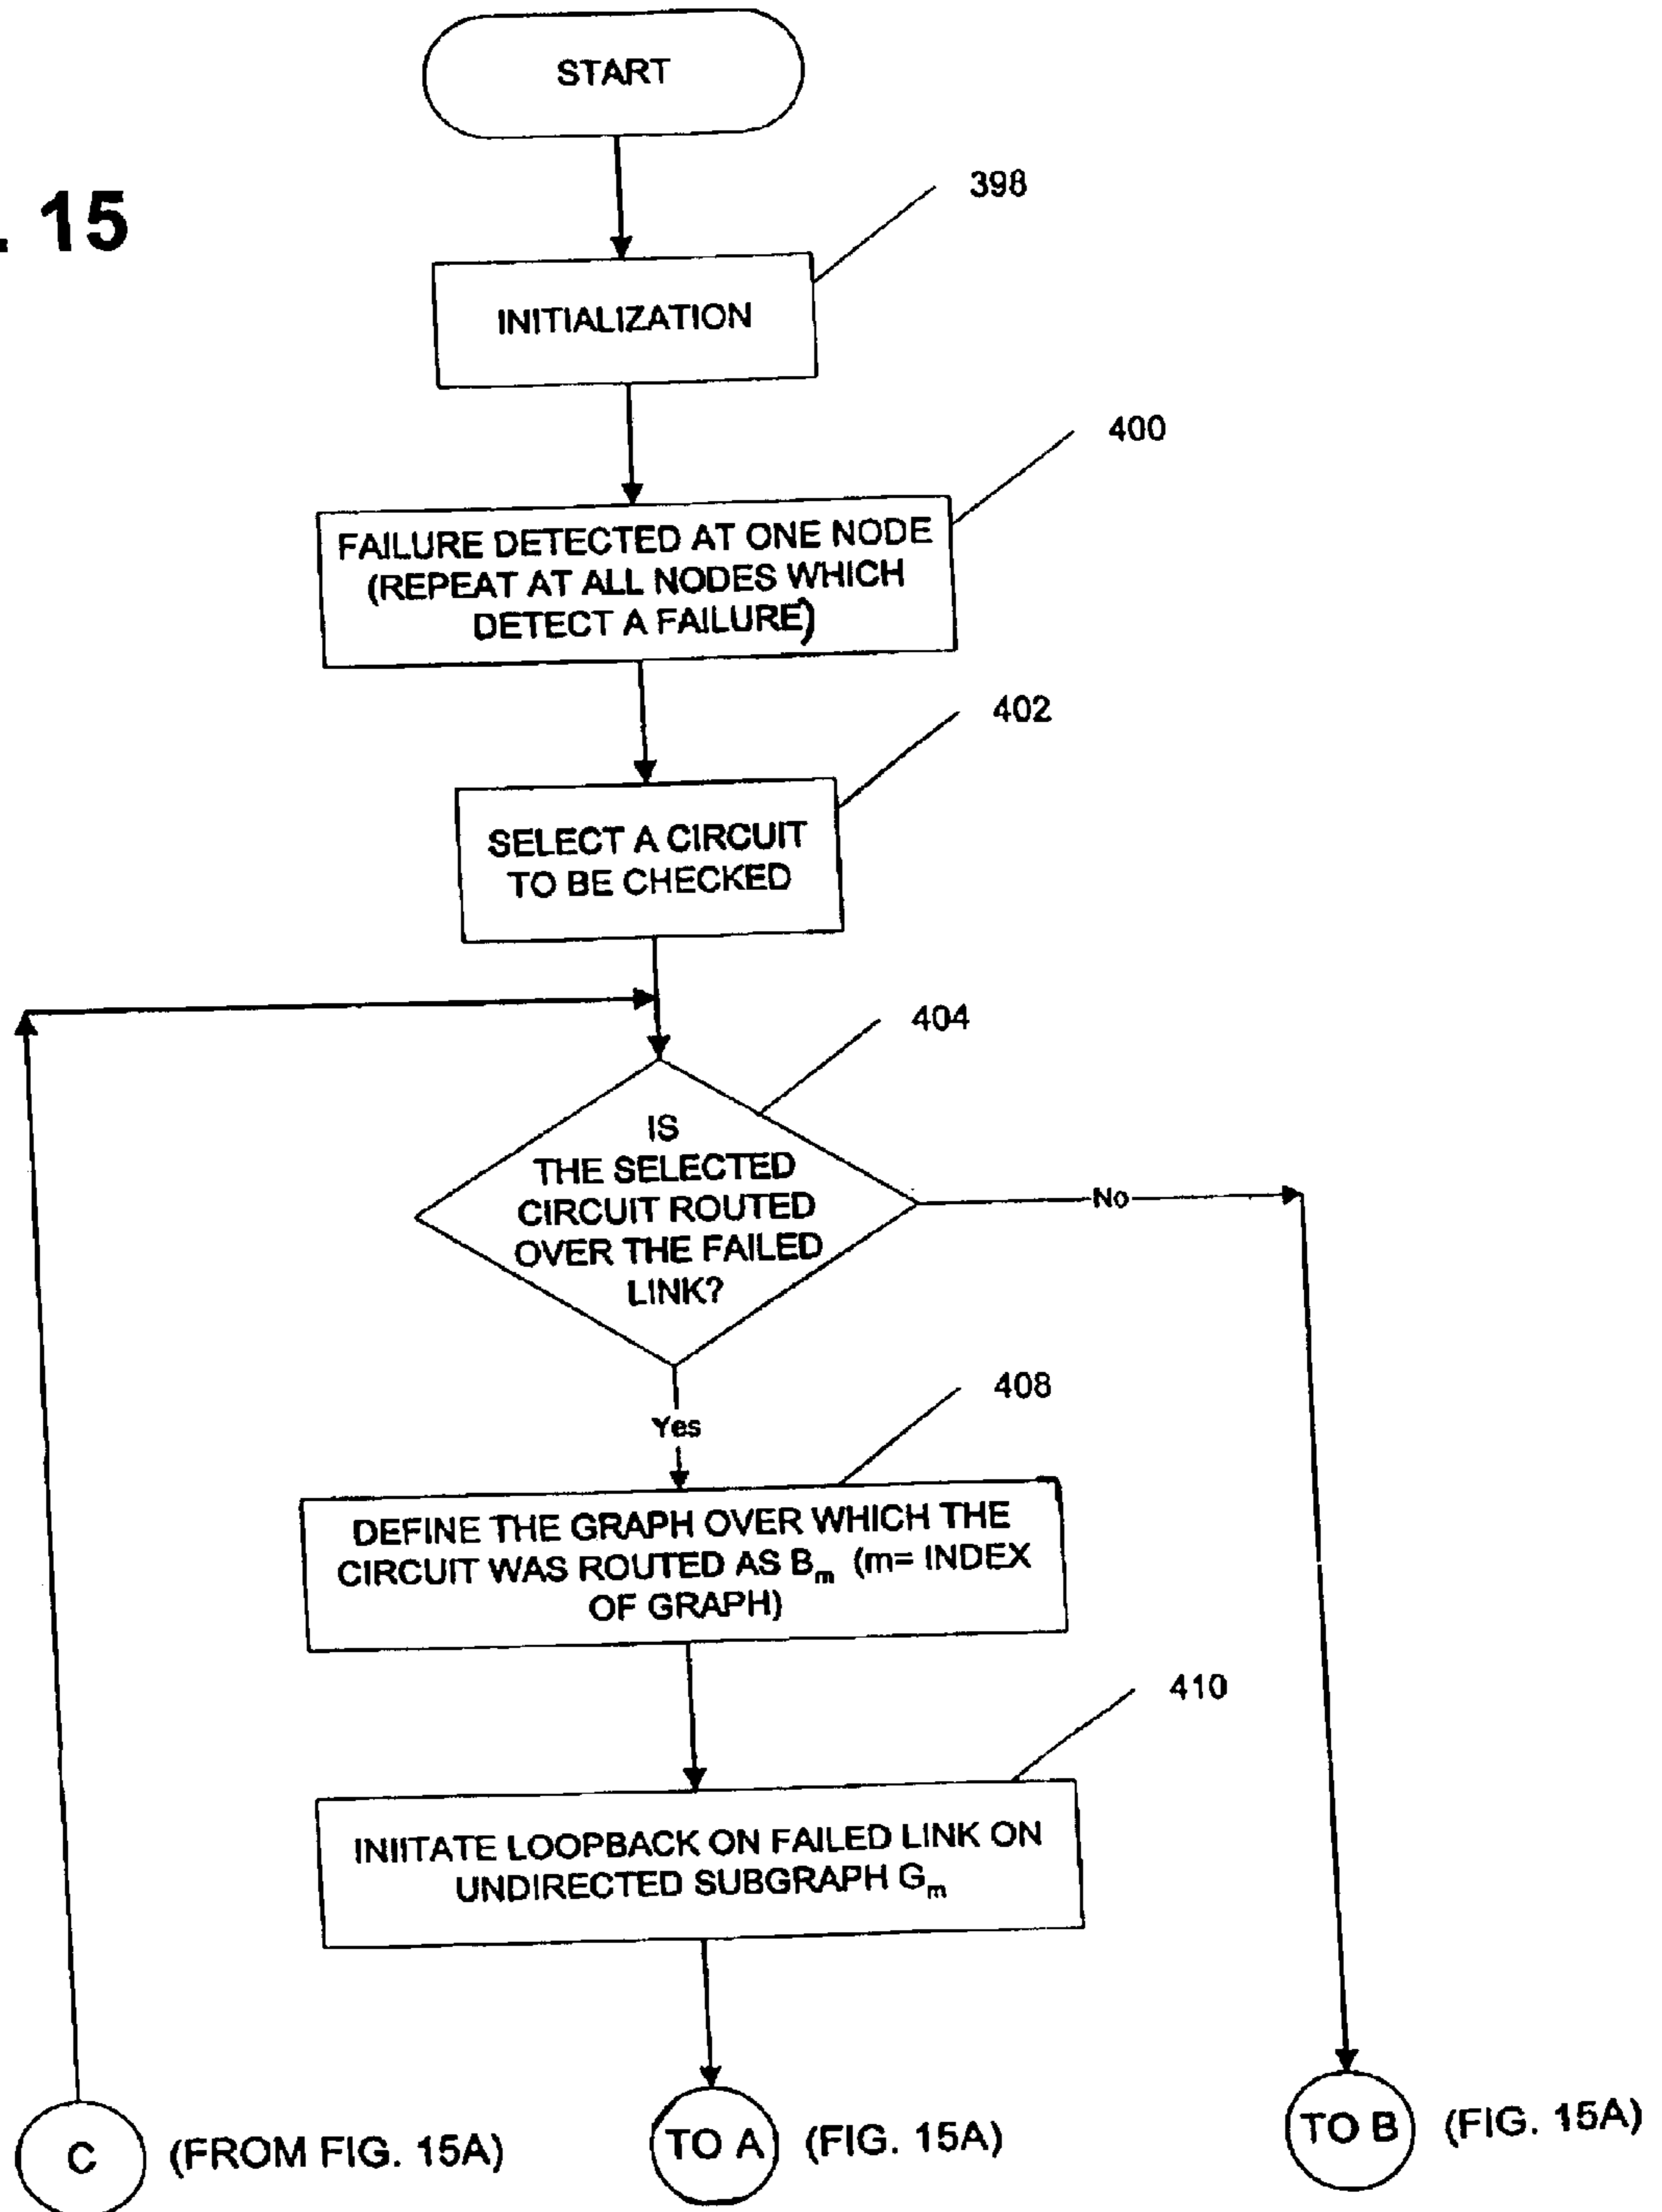 START
. 15
398
INITIALIZATION
400
FAILURE DETECTED AT ONE NODE
(REPEAT AT ALL NODES WHICH
DETECT A FAILURE)
402
SELECT A CIRCUIT
TO BE CHECKED
404
IS
THE SELECTED
CIRCUIT ROUTED
OVER THE FAILED
LINK?
No
408
Yes
DEFINE THE GRAPH OVER WHICH THE
CIRCUIT WAS ROUTED AS Bm (m= INDEX
OF GRAPH)
410
INIITATE LOOPBACK ON FAILED LINK ON
UNDIRECTED SUBGRAPH Gm
C (FROM FIG. 15A)
TO A (FIG. 15A)
TO B (FIG. 15A)